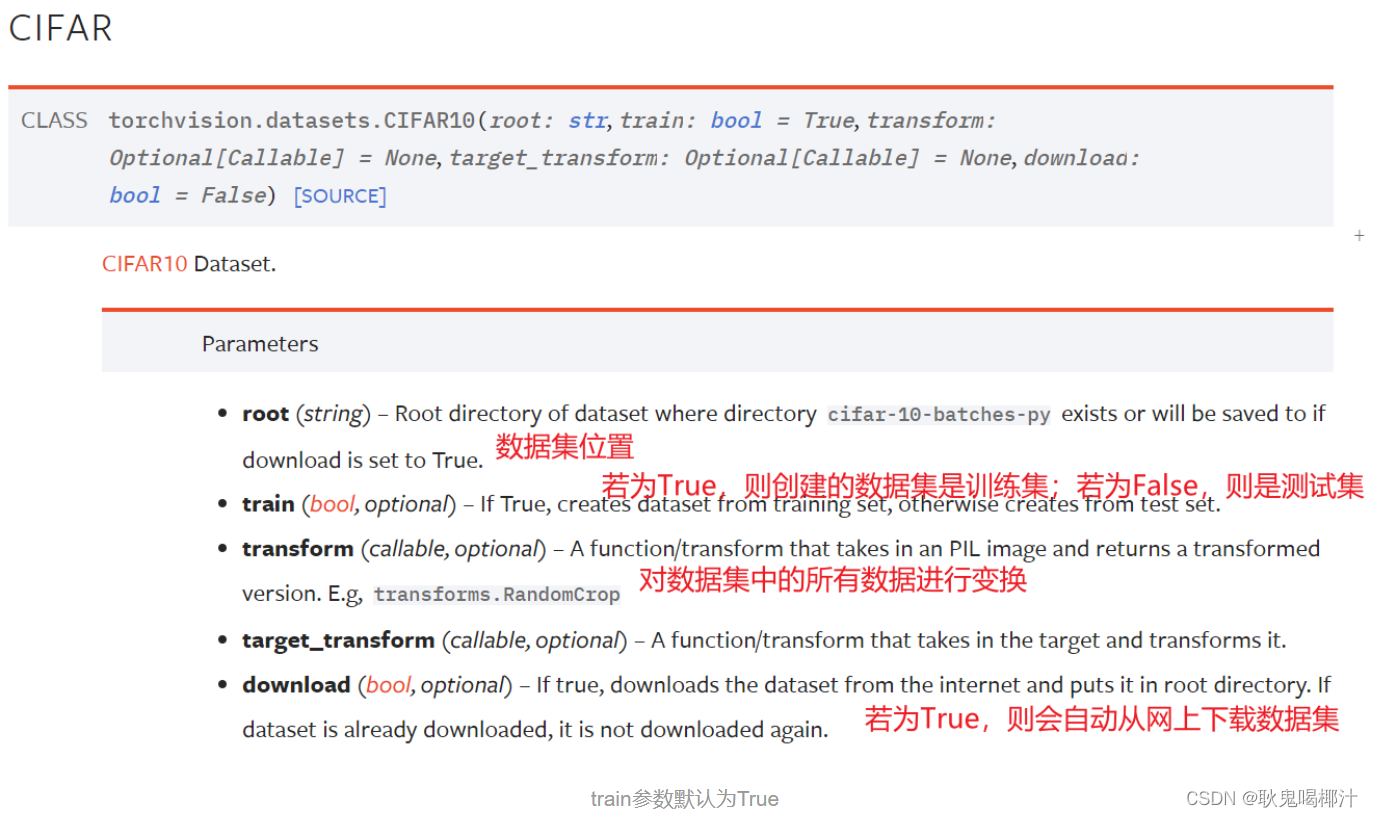 CIFAR
CLASS torchvision.datasets.CIFAR10(root: str, train: bool = True, transform:
Optional[Callable] = None, target_transform: Optional[Callable] = None, download:
bool = False) [SOURCE]
+
CIFAR10 Dataset.
Parameters
• root (string) – Root directory of dataset where directory cifar-10-batches-py exists or will be saved to if
download is set to True. 数据集位置
若为True，则创建的数据集是训练集；若为False，则是测试集
• train (bool, optional) – If True, creates dataset from training set, otherwise creates from test set.
• transform (callable, optional) – A function/transform that takes in an PIL image and returns a transformed
version. E.g, transforms.RandomCrop 对数据集中的所有数据进行变换
• target_transform (callable, optional) – A function/transform that takes in the target and transforms it.
• download (bool, optional) – If true, downloads the dataset from the internet and puts it in root directory. If
dataset is already downloaded, it is not downloaded again. 若为True，则会自动从网上下载数据集
train参数默认为True
CSDN @耿鬼喝椰汁